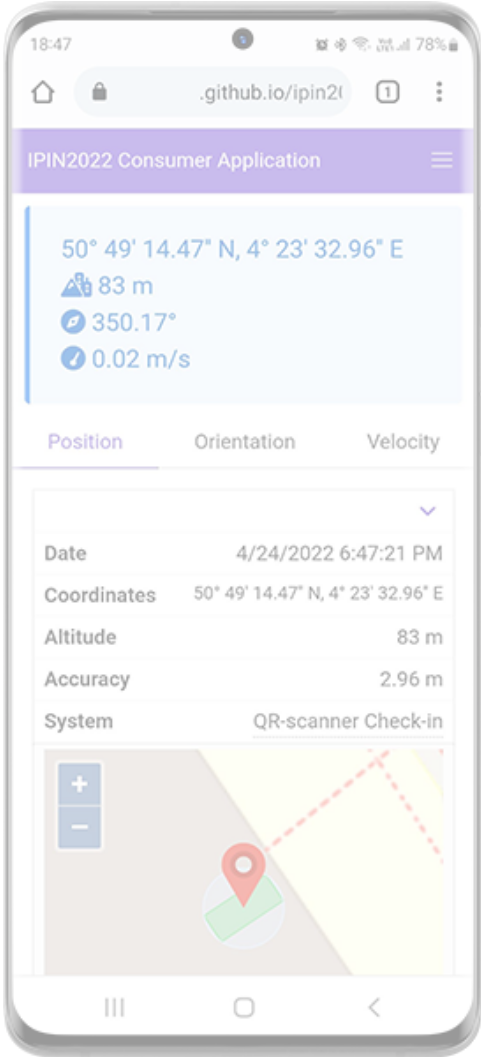 18:47 78%
.github.io/ipin2( 1
IPIN2022 Consumer Application
50° 49' 14.47" N, 4° 23' 32.96" E
83 m
350.17°
0.02 m/s
Position Orientation Velocity
Date 4/24/2022 6:47:21 PM
Coordinates 50° 49' 14.47" N, 4° 23' 32.96" E
Altitude 83 m
Accuracy 2.96 m
System QR-scanner Check-in
+
−